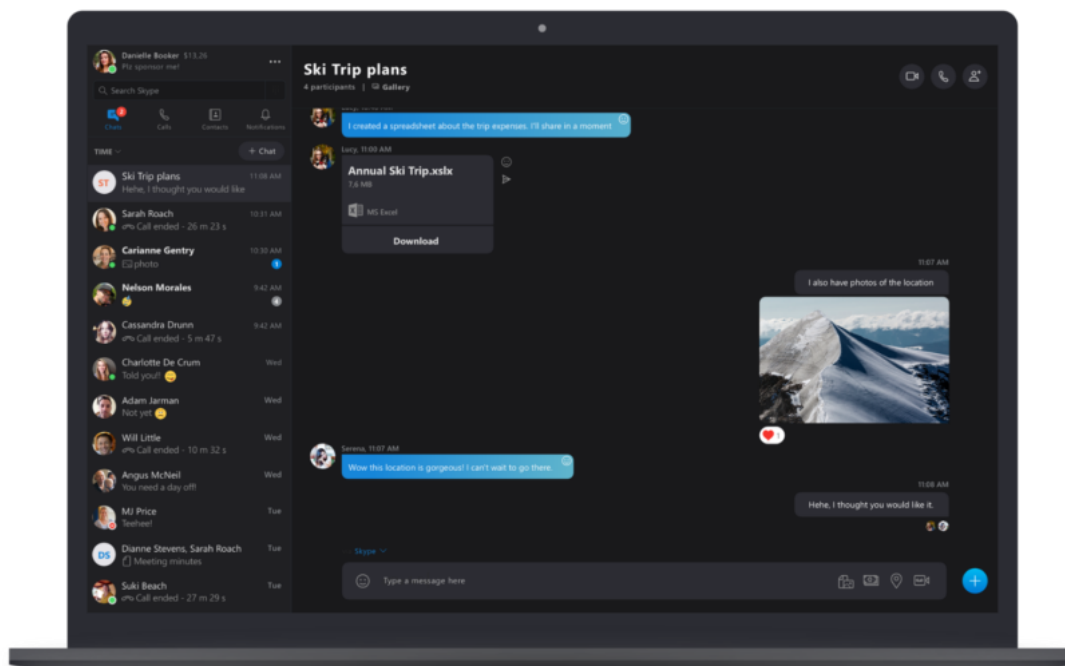 Danielle Booker $13.26
Plz sponsor me!
Search Skype
2
Chats
Calls
Contacts
Notifications
TIME
+ Chat
ST
Ski Trip plans 11:08 AM
Hehe, I thought you would like
Sarah Roach 10:31 AM
Call ended - 26 m 23 s
Carianne Gentry 10:30 AM
photo 1
Nelson Morales 9:42 AM
4
Cassandra Drunn 9:42 AM
Call ended - 5 m 47 s
Charlotte De Crum Wed
Told you!!
Adam Jarman Wed
Not yet
Will Little Wed
Call ended - 10 m 32 s
Angus McNeil Wed
You need a day off!
MJ Price Tue
Teehee!
DS
Dianne Stevens, Sarah Roach Tue
Meeting minutes
Suki Beach Tue
Call ended - 27 m 29 s
Ski Trip plans
4 participants | Gallery
I created a spreadsheet about the trip expenses. I'll share in a moment
Lucy, 11:00 AM
Annual Ski Trip.xslx
7,6 MB
MS Excel
Download
11:07 AM
I also have photos of the location
1
Serena, 11:07 AM
Wow this location is gorgeous! I can't wait to go there.
11:08 AM
Hehe, I thought you would like it.
Skype
Type a message here